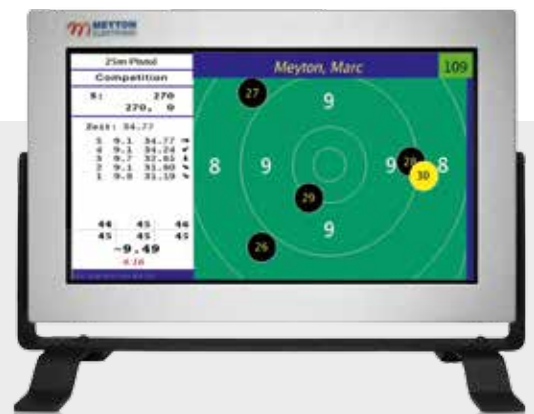 MEYTON
ELEKTRONIK
25m Pistol
Meyton, Marc
109
Competition
S: 270
270, 0
Zeit: 34.77
5 9.1 34.77
4 9.1 34.24
3 9.7 32.65
2 9.1 31.80
1 9.8 31.19
44 45 46
45 45 45
~9.49
27
9
8
9
9
28
8
30
29
9
26